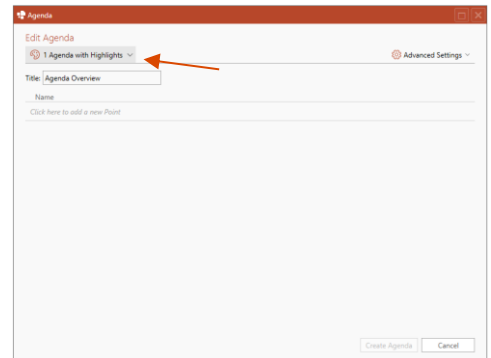 Agenda
Edit Agenda
1 Agenda with Highlights
Advanced Settings
Title: Agenda Overview
Name
Click here to add a new Point
Create Agenda
Cancel